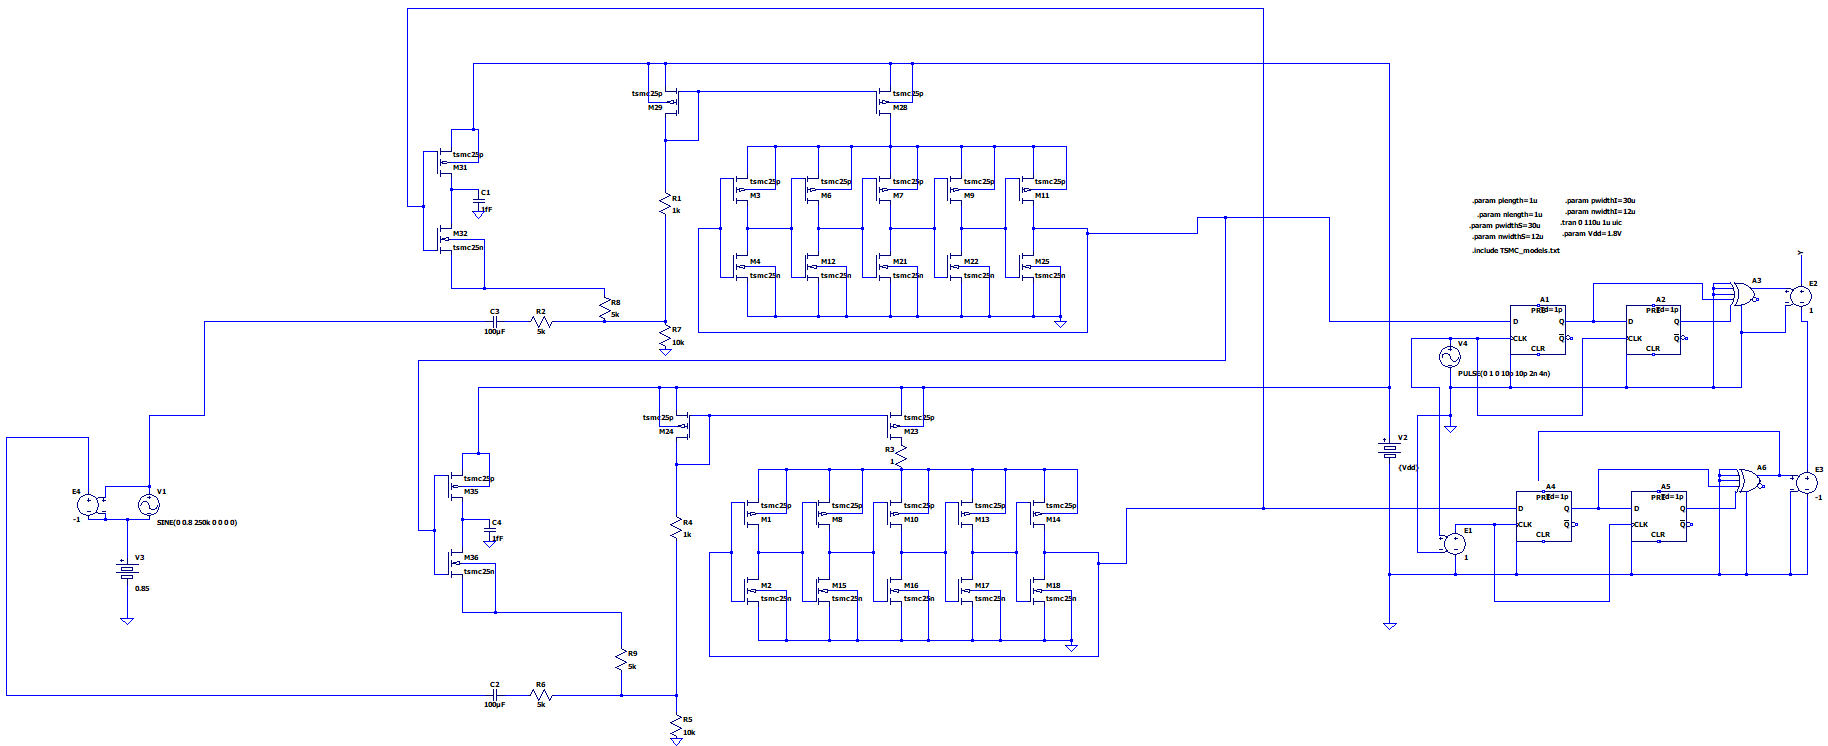 tsmc25p
M29
tsmc25p
M28
tsmc25p
M31
C1
1fF
M32
tsmc25n
R1
1k
tsmc25p
M3
tsmc25p
M6
tsmc25p
M7
tsmc25p
M9
tsmc25p
M11
M4
tsmc25n
M12
tsmc25n
M21
tsmc25n
M22
tsmc25n
M25
tsmc25n
R8
5k
C3
100µF
R2
5k
R7
10k
.param plength=1u
.param pwidthI=30u
.param nlength=1u
.param nwidthI=12u
.param pwidthS=30u
.tran 0 110u 1u uic
.param nwidthS=12u
.param Vdd=1.8V
.include TSMC_models.txt
Y
A1
PRE
Td=1p
D
Q
CLK
Q
CLR
A2
PRE
Td=1p
D
Q
CLK
Q
CLR
A3
E2
1
V4
PULSE(0 1 0 10p 10p 2n 4n)
tsmc25p
M24
tsmc25p
M23
R3
1
V2
{Vdd}
tsmc25p
M35
C4
1fF
M36
tsmc25n
R4
1k
tsmc25p
M1
tsmc25p
M8
tsmc25p
M10
tsmc25p
M13
tsmc25p
M14
M2
tsmc25n
M15
tsmc25n
M16
tsmc25n
M17
tsmc25n
M18
tsmc25n
E4
-1
V1
SINE(0 0.8 250k 0 0 0 0)
V3
0.85
A4
PRE
Td=1p
D
Q
CLK
Q
CLR
A5
PRE
Td=1p
D
Q
CLK
Q
CLR
A6
E3
-1
E1
1
R9
5k
C2
100µF
R6
5k
R5
10k